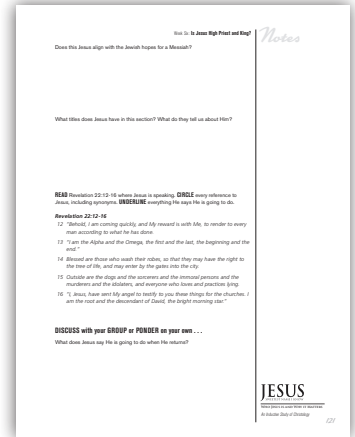 Week Six: Is Jesus High Priest and King?
Notes
Does this Jesus align with the Jewish hopes for a Messiah?
What titles does Jesus have in this section? What do they tell us about Him?
READ Revelation 22:12-16 where Jesus is speaking. CIRCLE every reference to
Jesus, including synonyms. UNDERLINE everything He says He is going to do.
Revelation 22:12-16
12 "Behold, I am coming quickly, and My reward is with Me, to render to every
man according to what he has done.
13 "I am the Alpha and the Omega, the first and the last, the beginning and the
end."
14 Blessed are those who wash their robes, so that they may have the right to
the tree of life, and may enter by the gates into the city.
15 Outside are the dogs and the sorcerers and the immoral persons and the
murderers and the idolaters, and everyone who loves and practices lying.
16 "I, Jesus, have sent My angel to testify to you these things for the churches. I
am the root and the descendant of David, the bright morning star."
DISCUSS with your GROUP or PONDER on your own . . .
What does Jesus say He is going to do when He returns?
JESUS
An Inductive Study of Christology
121